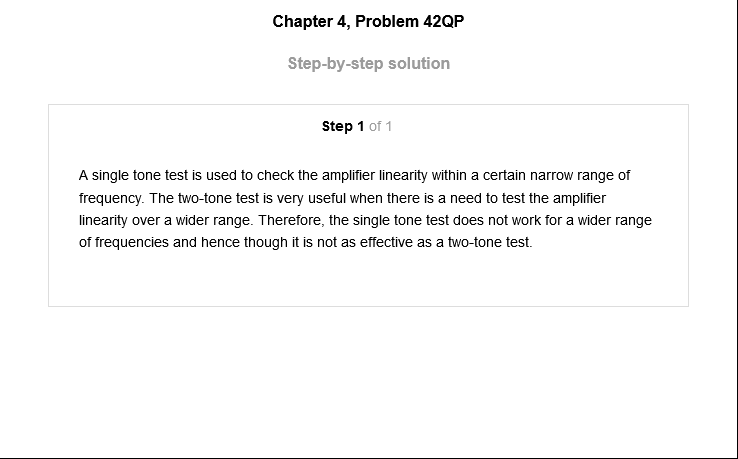 Chapter 4, Problem 42QP
Step-by-step solution
Step 1 of 1
A single tone test is used to check the amplifier linearity within a certain narrow range of
frequency. The two-tone test is very useful when there is a need to test the amplifier
linearity over a wider range. Therefore, the single tone test does not work for a wider range
of frequencies and hence though it is not as effective as a two-tone test.